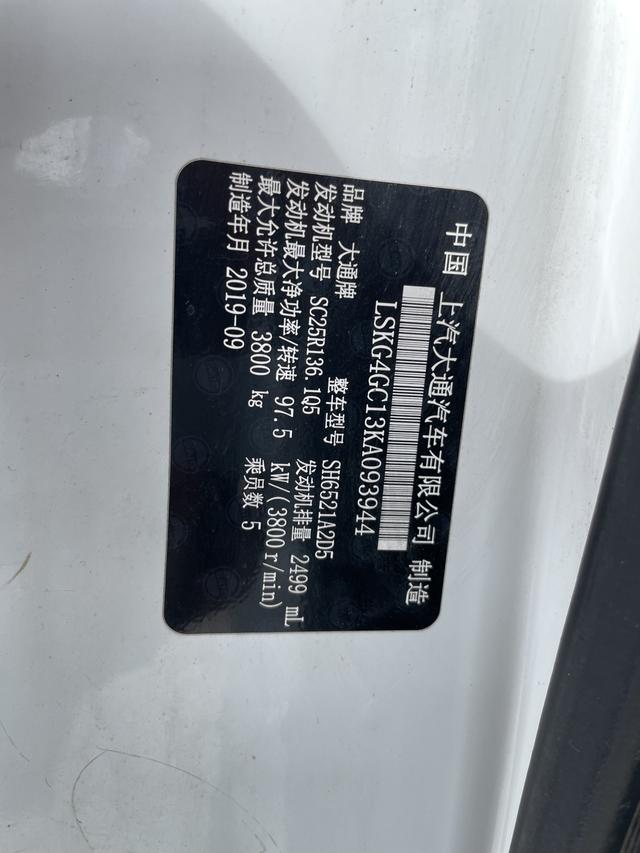 中国 上汽大通汽车有限公司 制造
LSKG4GC13KA093944
品牌 大通牌 整车型号 SH6521A2D5
发动机型号 SC25R136.1Q5 发动机排量 2499 mL
发动机最大净功率/转速 97.5 kW/(3800r/min)
最大允许总质量 3800 kg 乘员数 5
制造年月 2019-09